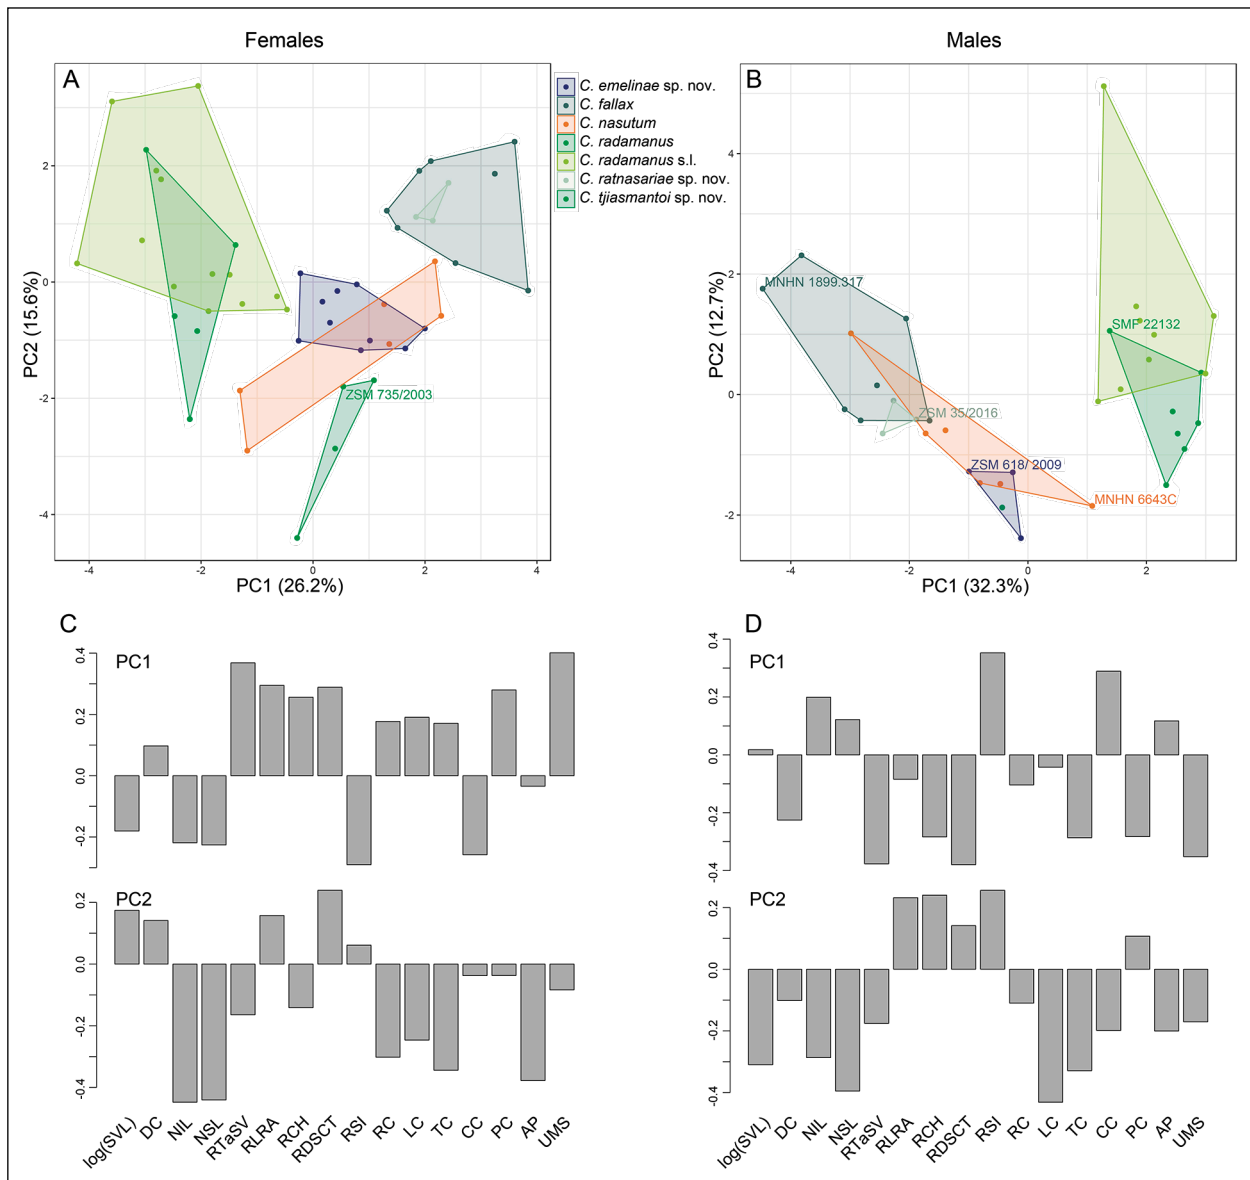 Females
Males
A
B
C. emelinae sp. nov.
C. fallax
C. nasutum
C. radamanus
C. radamanus s.l.
C. ratnasariae sp. nov.
C. tjiasmantoi sp. nov.
2
0
-2
-4
PC2 (15.6%)
ZSM 735/2003
-4
-2
0
2
4
PC1 (26.2%)
4
2
0
-2
PC2 (12.7%)
MNHN 1899.317
SMF 22132
ZSM 35/2016
ZSM 618/ 2009
MNHN 6643C
-4
-2
0
2
PC1 (32.3%)
C
D
PC1
0.4
0.2
0.0
-0.2
PC2
0.2
0.0
-0.2
-0.4
log(SVL)
DC
NIL
NSL
RTaSV
RLRA
RCH
RDSCT
RSI
RC
LC
TC
CC
PC
AP
UMS
PC1
0.4
0.2
0.0
-0.2
-0.4
PC2
0.2
0.0
-0.2
-0.4
log(SVL)
DC
NIL
NSL
RTaSV
RLRA
RCH
RDSCT
RSI
RC
LC
TC
CC
PC
AP
UMS